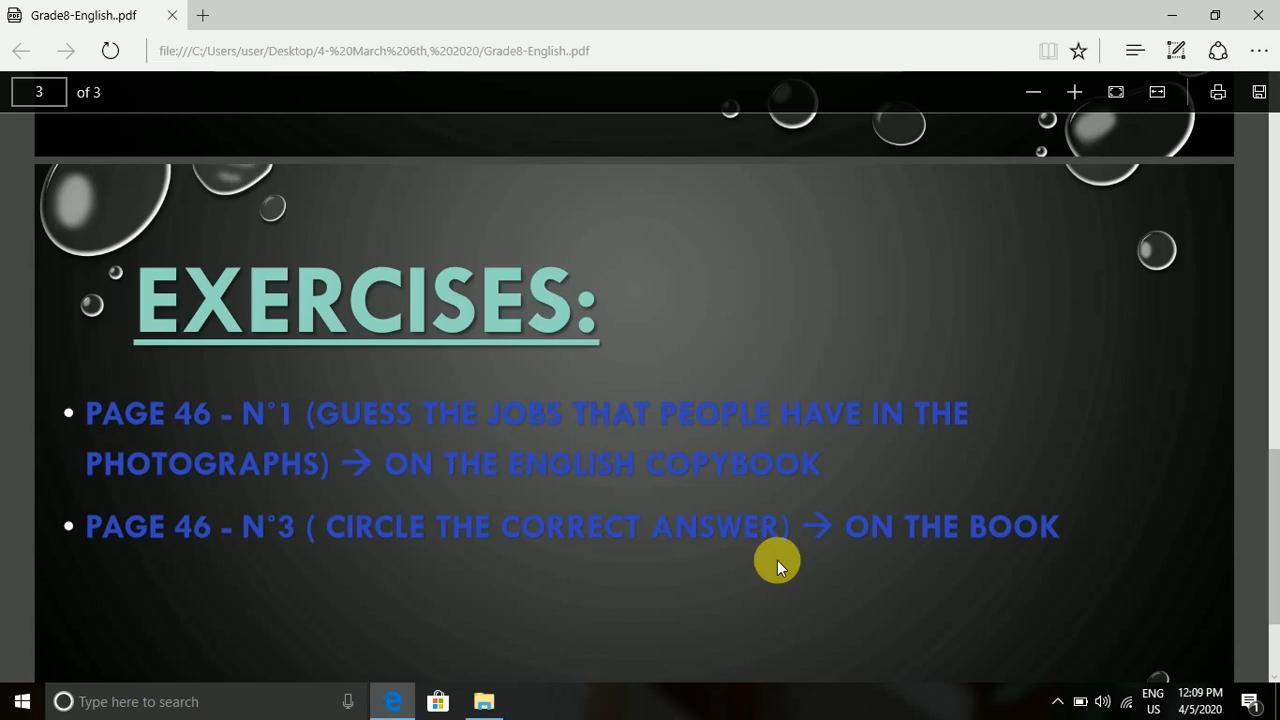 Grade8-English..pdf
file:///C:/Users/user/Desktop/4-%20March%206th,%202020/Grade8-English..pdf
3 of 3
EXERCISES:
• PAGE 46 - N°1 (GUESS THE JOBS THAT PEOPLE HAVE IN THE
PHOTOGRAPHS) → ON THE ENGLISH COPYBOOK
• PAGE 46 - N°3 ( CIRCLE THE CORRECT ANSWER) → ON THE BOOK
Type here to search
ENG
US
12:09 PM
4/5/2020
1